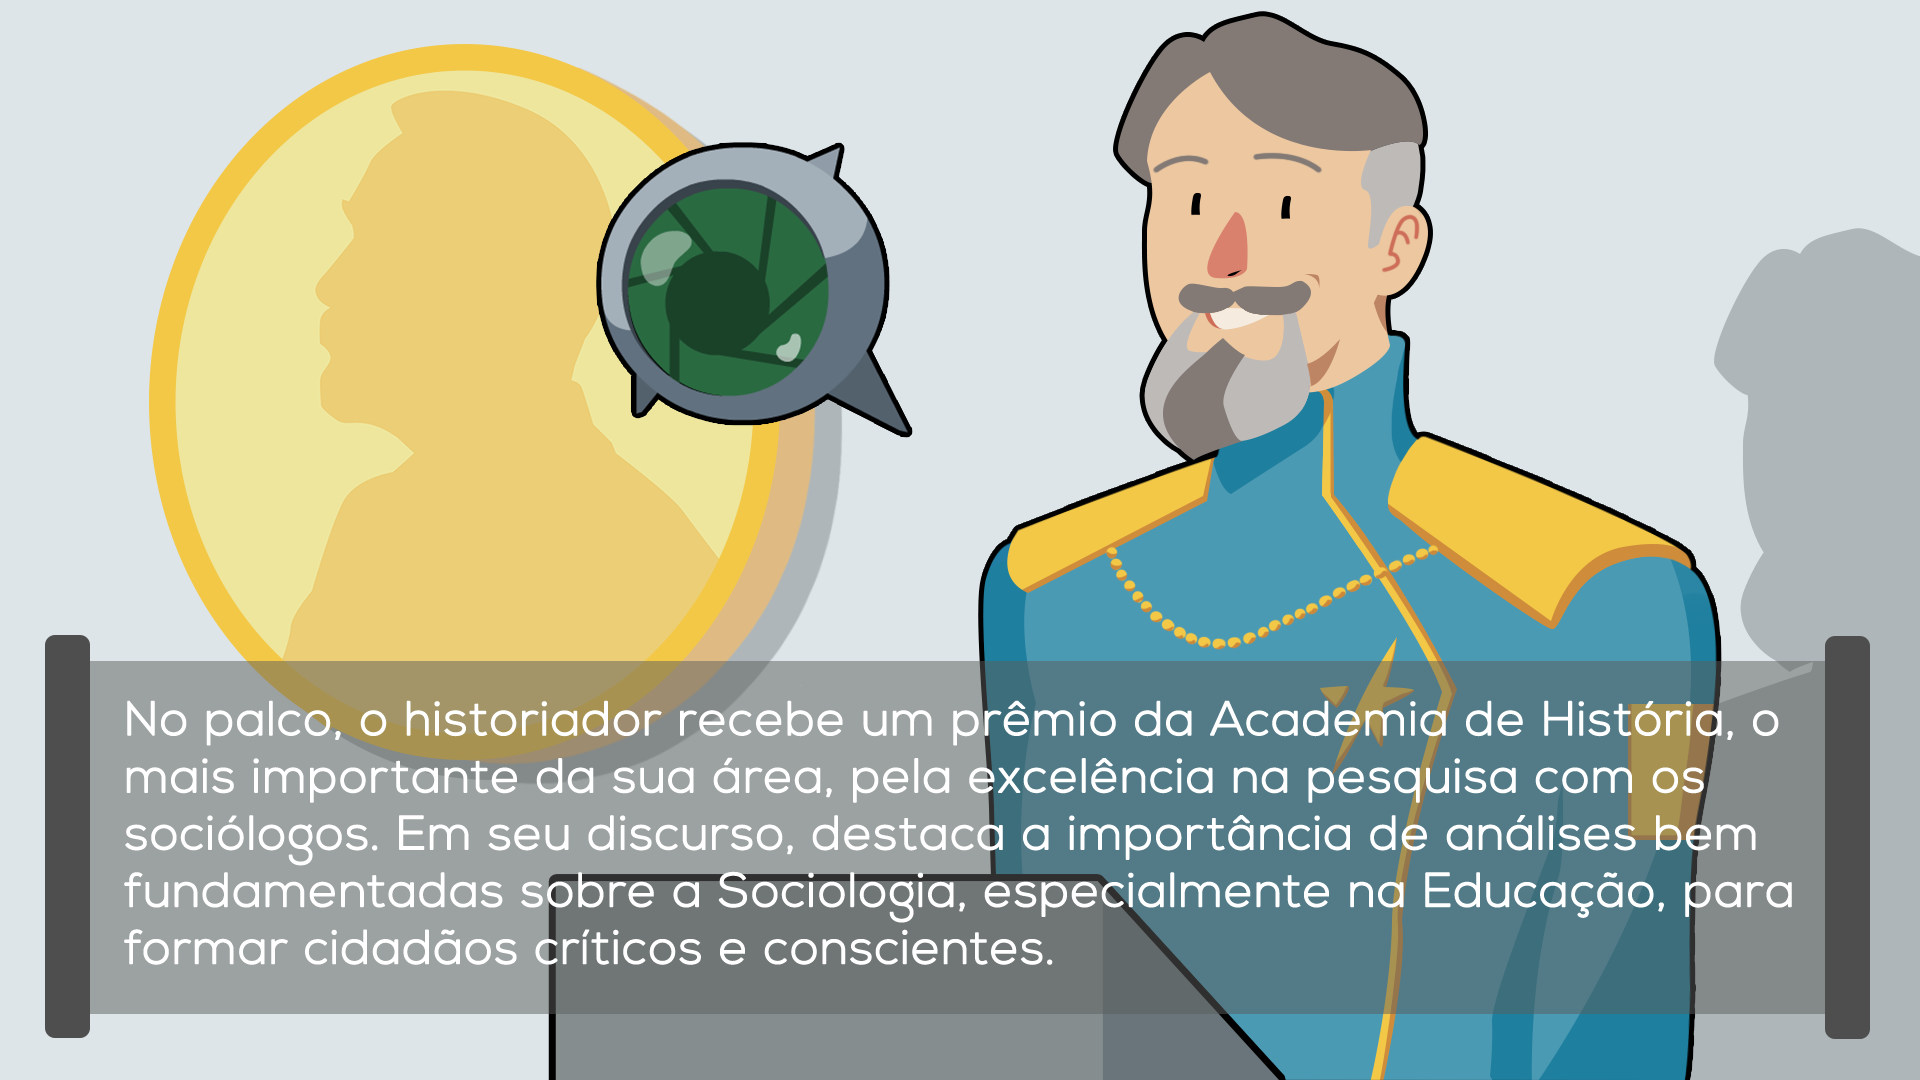 No palco, o historiador recebe um prêmio da Academia de História, o
mais importante da sua área, pela excelência na pesquisa com os
sociólogos. Em seu discurso, destaca a importância de análises bem
fundamentadas sobre a Sociologia, especialmente na Educação, para
formar cidadãos críticos e conscientes.